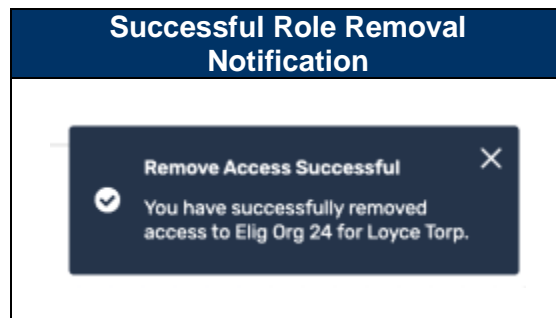 Successful Role Removal
Notification
Remove Access Successful
You have successfully removed
access to Elig Org 24 for Loyce Torp.